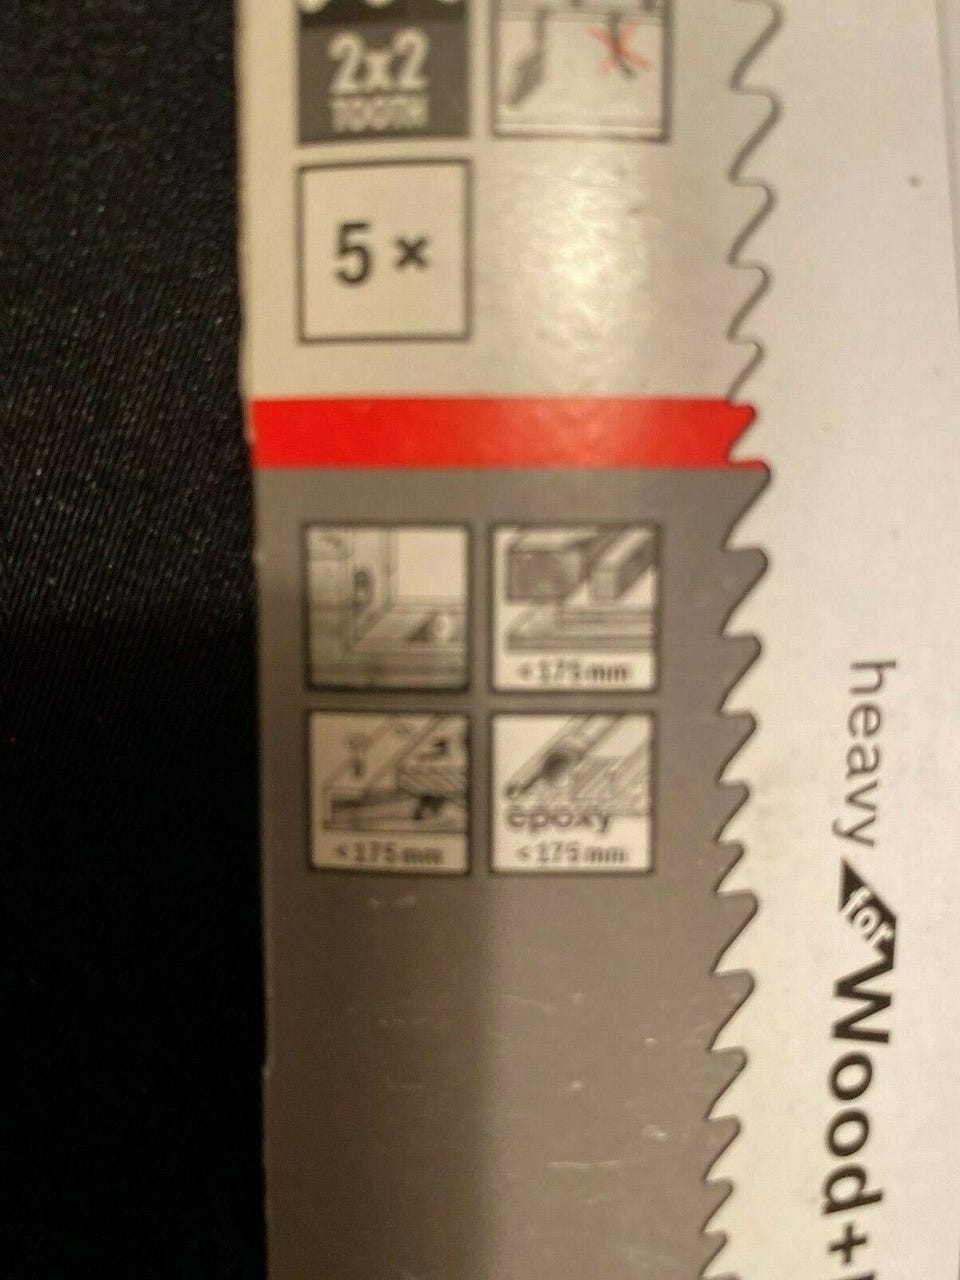 2x2
TOOTH
5 ×
< 175 mm
< 175 mm
epoxy
< 175 mm
heavy for Wood+